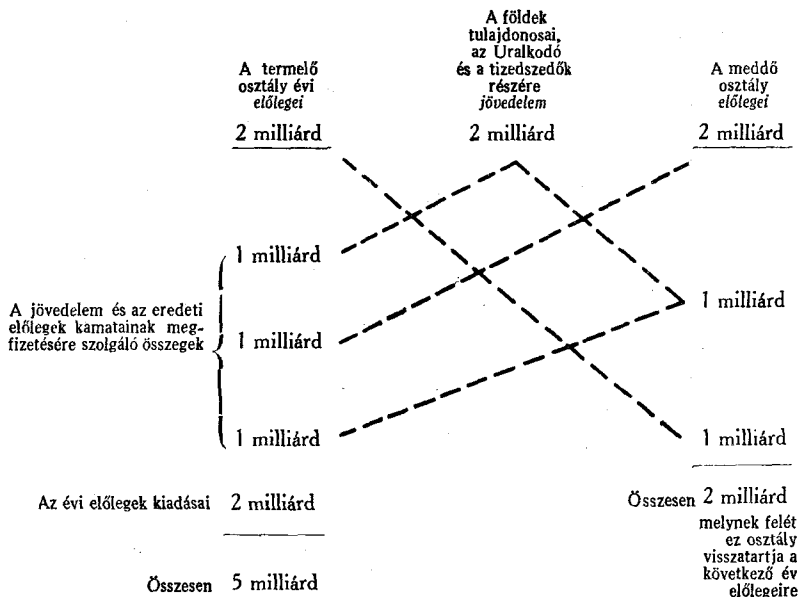 A termelő
osztály évi
előlegei
2 milliárd
A földek
tulajdonosai,
az Uralkodó
és a tizedszedők
részére
jövedelem
2 milliárd
A meddő
osztály
előlegei
2 milliárd
A jövedelem és az eredeti
előlegek kamatainak meg-
fizetésére szolgáló összegek
1 milliárd
1 milliárd
1 milliárd
1 milliárd
1 milliárd
Az évi előlegek kiadásai 2 milliárd
Összesen 5 milliárd
Összesen 2 milliárd
melynek felét
ez osztály
visszatartja a
következő év
előlegeire